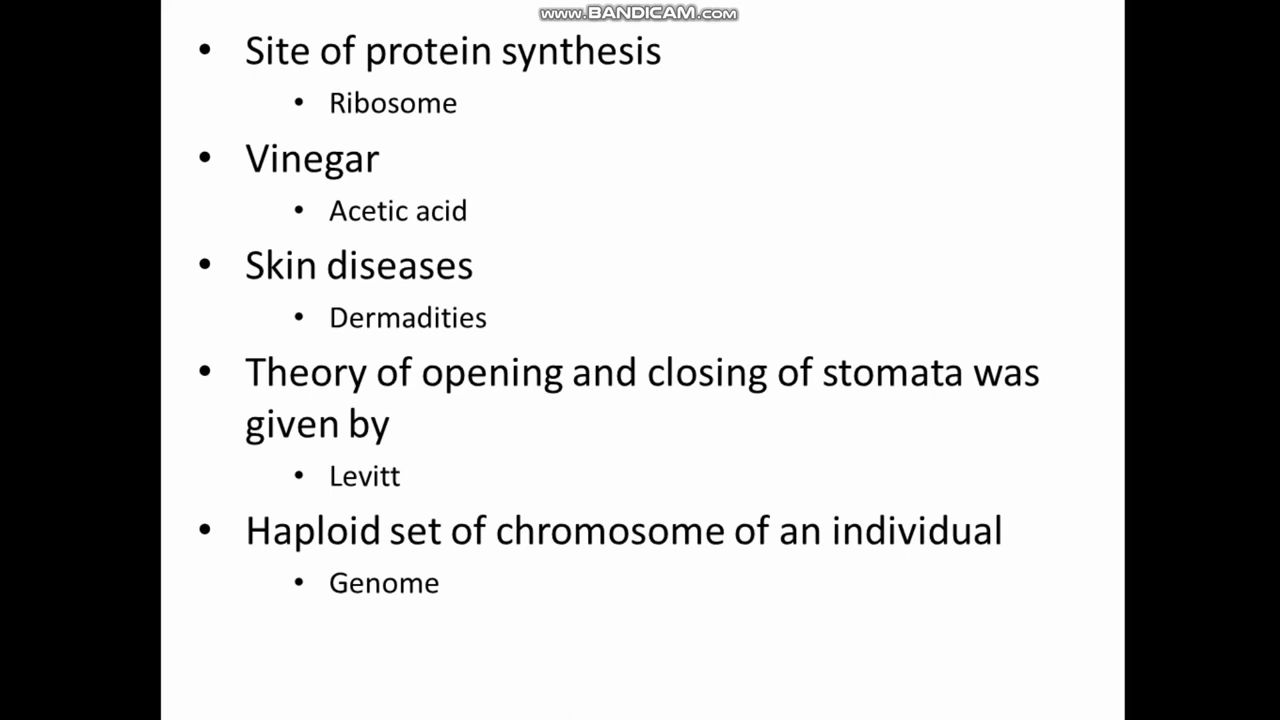 www.BANDICAM.com
• Site of protein synthesis
• Ribosome
• Vinegar
• Acetic acid
• Skin diseases
• Dermadities
• Theory of opening and closing of stomata was
given by
• Levitt
• Haploid set of chromosome of an individual
• Genome